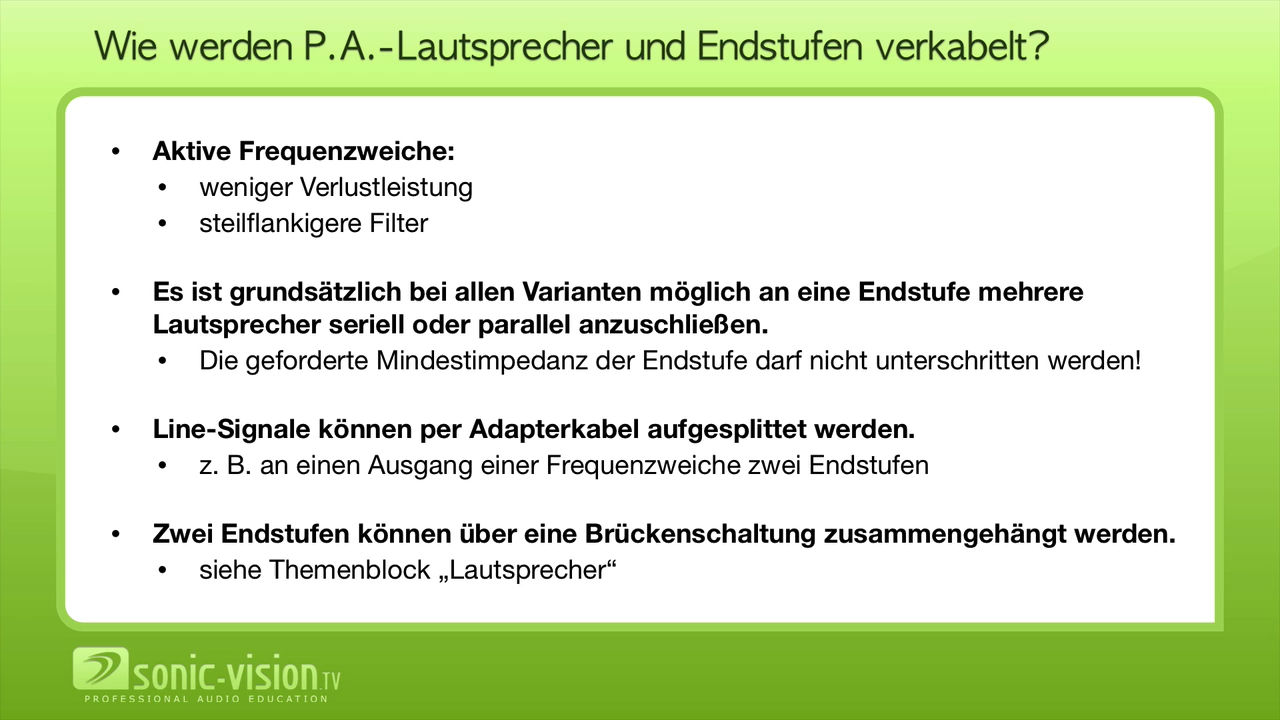 Wie werden P.A.-Lautsprecher und Endstufen verkabelt?
• Aktive Frequenzweiche:
• weniger Verlustleistung
• steilflankigere Filter
• Es ist grundsätzlich bei allen Varianten möglich an eine Endstufe mehrere
Lautsprecher seriell oder parallel anzuschließen.
• Die geforderte Mindestimpedanz der Endstufe darf nicht unterschritten werden!
• Line-Signale können per Adapterkabel aufgesplittet werden.
• z. B. an einen Ausgang einer Frequenzweiche zwei Endstufen
• Zwei Endstufen können über eine Brückenschaltung zusammengehängt werden.
• siehe Themenblock „Lautsprecher“
sonic-vision.TV
PROFESSIONAL AUDIO EDUCATION